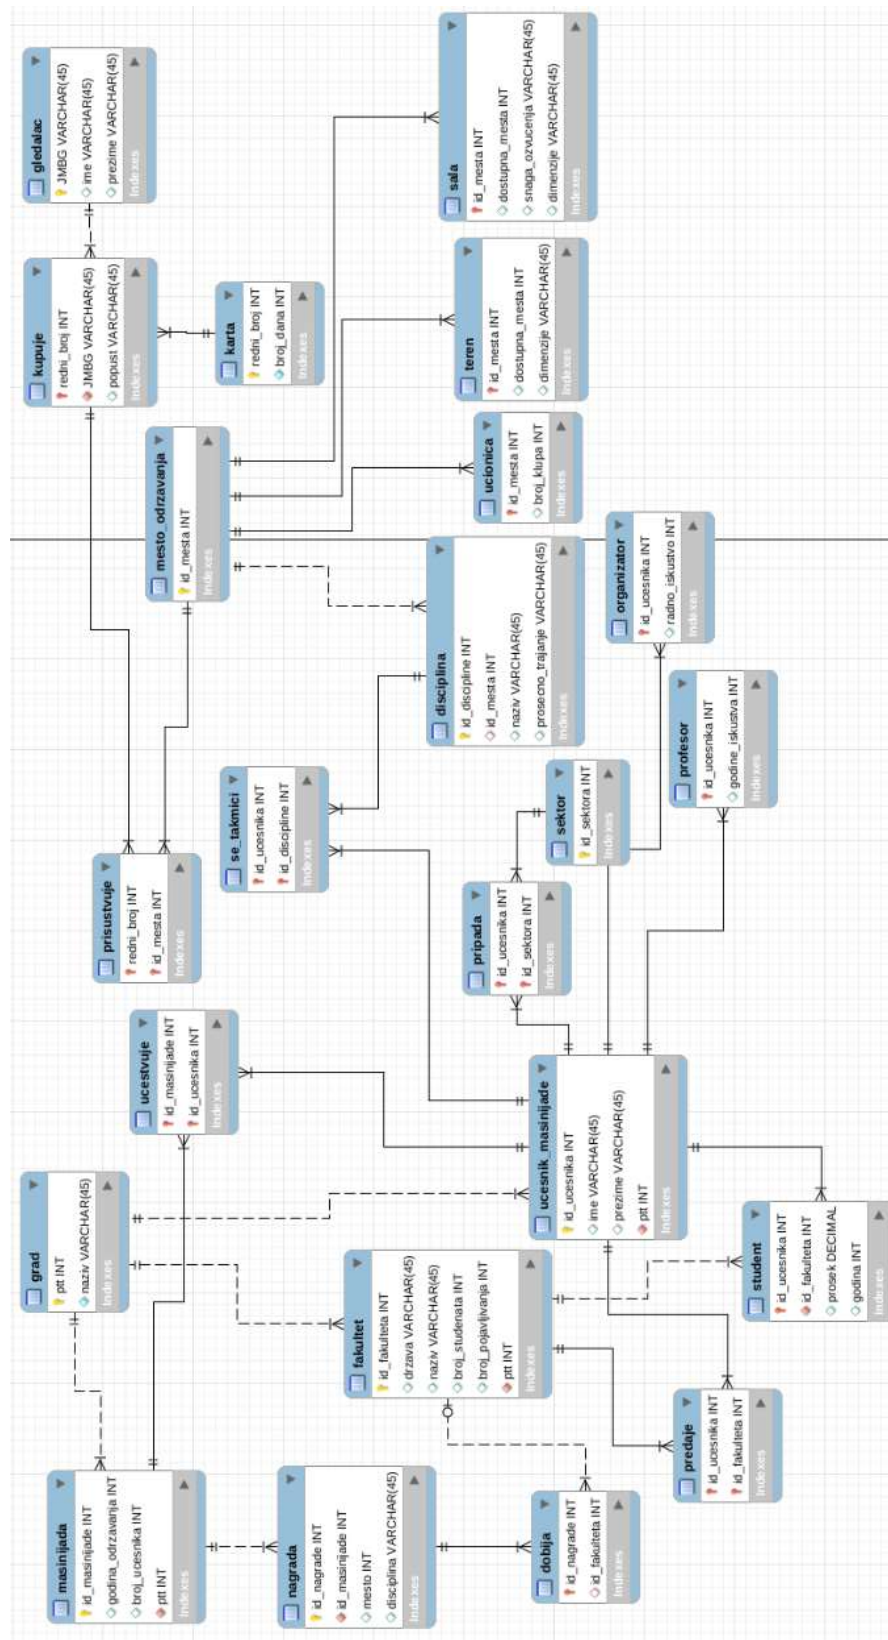 masinijada
id_masinijade INT
godina_odrzavanja INT
broj_ucesnika INT
ptt INT
Indexes
grad
ptt INT
naziv VARCHAR(45)
Indexes
ucestvuje
id_masinijade INT
id_ucesnika INT
Indexes
prisustvuje
redni_broj INT
id_mesta INT
Indexes
kupuje
redni_broj INT
JMBG VARCHAR(45)
popust VARCHAR(45)
Indexes
gledalac
JMBG VARCHAR(45)
ime VARCHAR(45)
prezime VARCHAR(45)
Indexes
nagrada
id_nagrade INT
id_masinijade INT
mesto INT
disciplina VARCHAR(45)
Indexes
fakultet
id_fakulteta INT
drzava VARCHAR(45)
naziv VARCHAR(45)
broj_studenata INT
broj_pojavljivanja INT
ptt INT
Indexes
se_takmici
id_ucesnika INT
id_discipline INT
Indexes
mesto_odrzavanja
id_mesta INT
Indexes
karta
redni_broj INT
broj_dana INT
Indexes
dobija
id_nagrade INT
id_fakulteta INT
Indexes
ucesnik_masinijade
id_ucesnika INT
ime VARCHAR(45)
prezime VARCHAR(45)
ptt INT
Indexes
pripada
id_ucesnika INT
id_sektora INT
Indexes
sektor
id_sektora INT
Indexes
disciplina
id_discipline INT
id_mesta INT
naziv VARCHAR(45)
prosecno_trajanje VARCHAR(45)
Indexes
ucionica
id_mesta INT
broj_klupa INT
Indexes
teren
id_mesta INT
dostupna_mesta INT
dimenzije VARCHAR(45)
Indexes
sala
id_mesta INT
dostupna_mesta INT
snaga_ozvucenja VARCHAR(45)
dimenzije VARCHAR(45)
Indexes
predaje
id_ucesnika INT
id_fakulteta INT
Indexes
student
id_ucesnika INT
id_fakulteta INT
prosek DECIMAL
godina INT
Indexes
profesor
id_ucesnika INT
godine_iskustva INT
Indexes
organizator
id_ucesnika INT
radno_iskustvo INT
Indexes